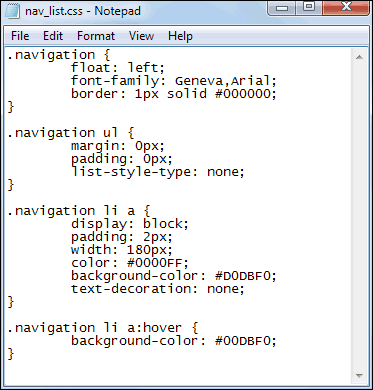 nav_list.css - Notepad
File Edit Format View Help
.navigation {
        float: left;
        font-family: Geneva,Arial;
        border: 1px solid #000000;
}

.navigation ul {
        margin: 0px;
        padding: 0px;
        list-style-type: none;
}

.navigation li a {
        display: block;
        padding: 2px;
        width: 180px;
        color: #0000FF;
        background-color: #D0DBF0;
        text-decoration: none;
}

.navigation li a:hover {
        background-color: #00DBF0;
}